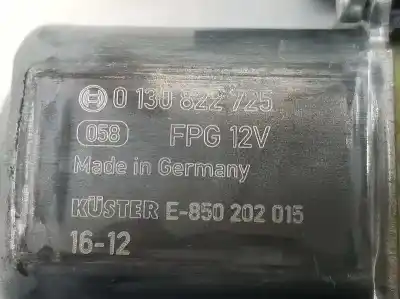 0 130 822 725
058 FPG 12V
Made in Germany
KÜSTER E-850 202 015
16-12